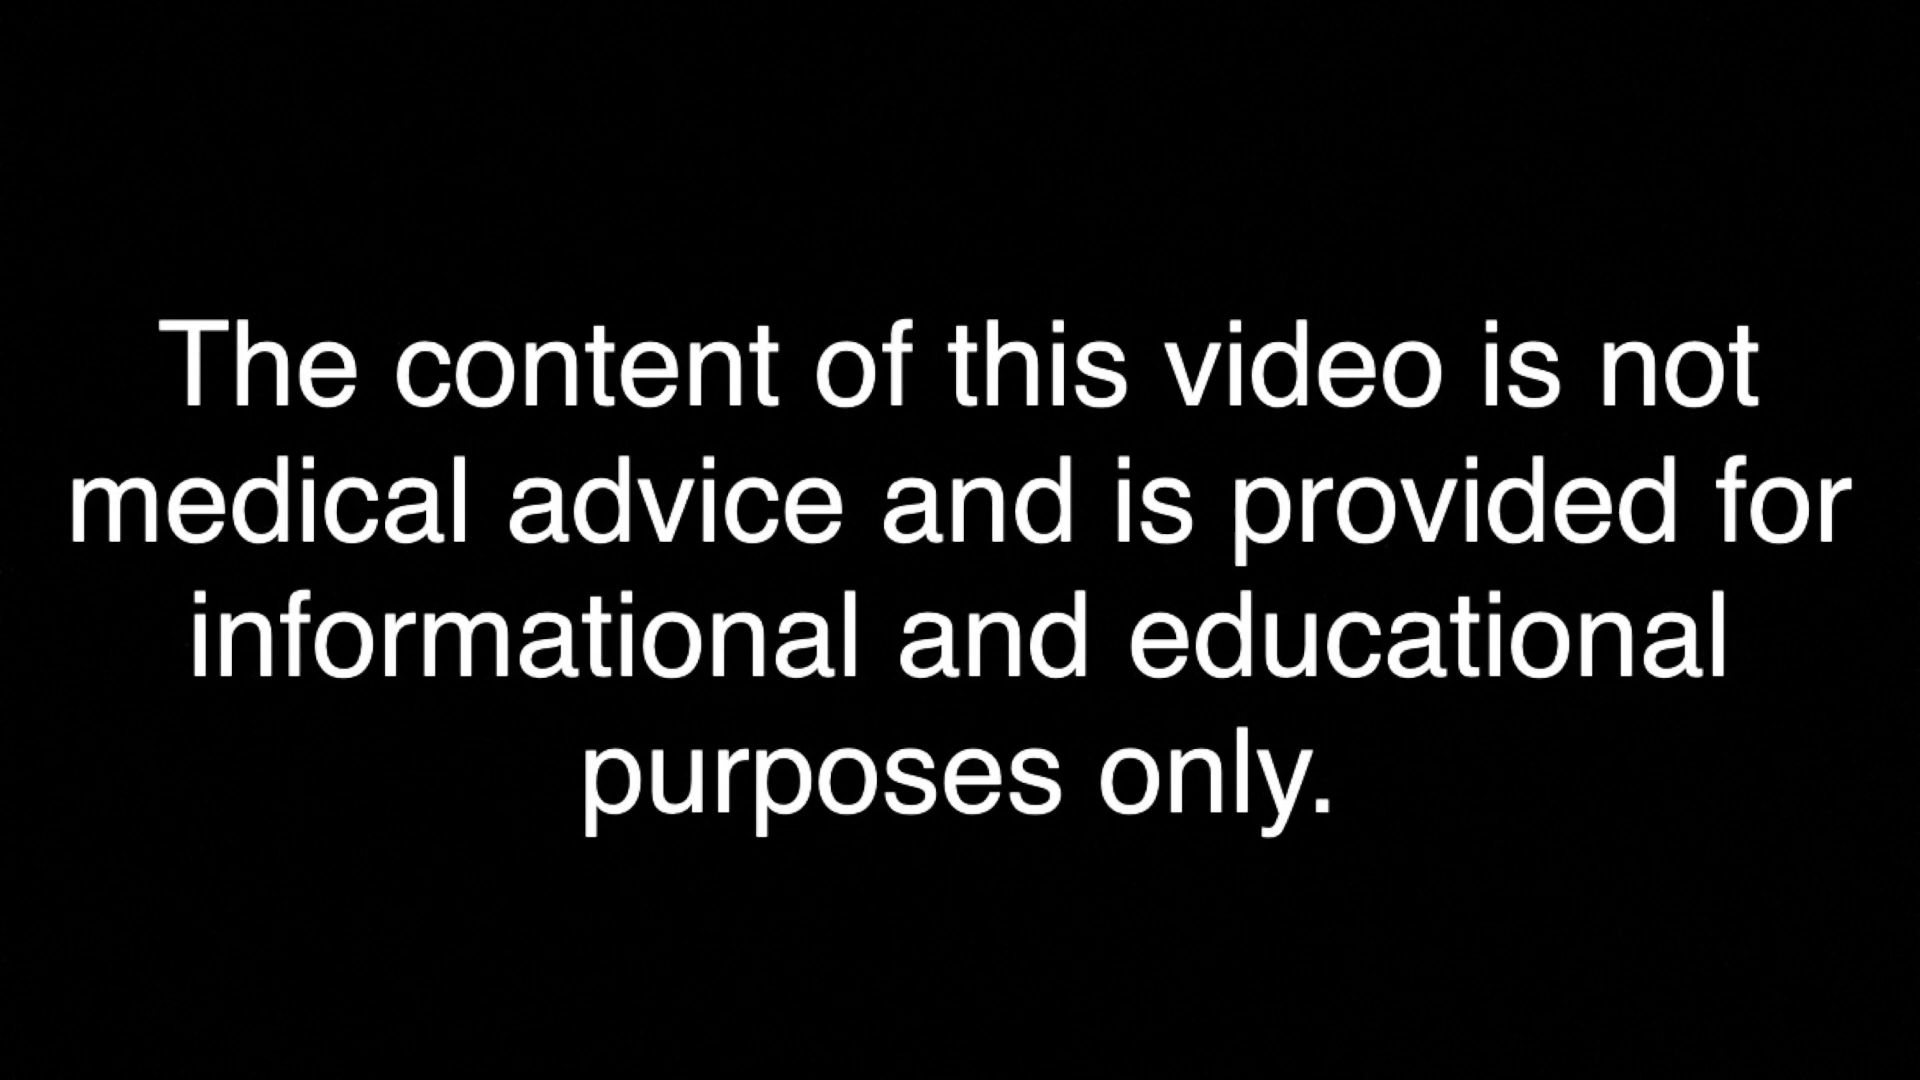 The content of this video is not
medical advice and is provided for
informational and educational
purposes only.